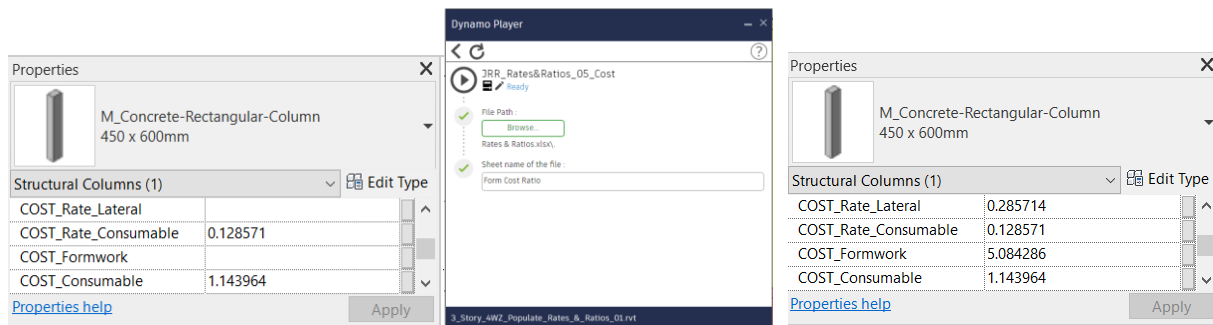 Properties
M_Concrete-Rectangular-Column
450 x 600mm
Structural Columns (1)
Edit Type
COST_Rate_Lateral
COST_Rate_Consumable 0.128571
COST_Formwork
COST_Consumable 1.143964
Properties help
Apply
Dynamo Player
JRR_Rates&Ratios_05_Cost
Ready
File Path :
Browse...
Rates & Ratios.xlsx\.
Sheet name of the file :
Form Cost Ratio
3_Story_4WZ_Populate_Rates_&_Ratios_01.rvt
Properties
M_Concrete-Rectangular-Column
450 x 600mm
Structural Columns (1)
Edit Type
COST_Rate_Lateral 0.285714
COST_Rate_Consumable 0.128571
COST_Formwork 5.084286
COST_Consumable 1.143964
Properties help
Apply